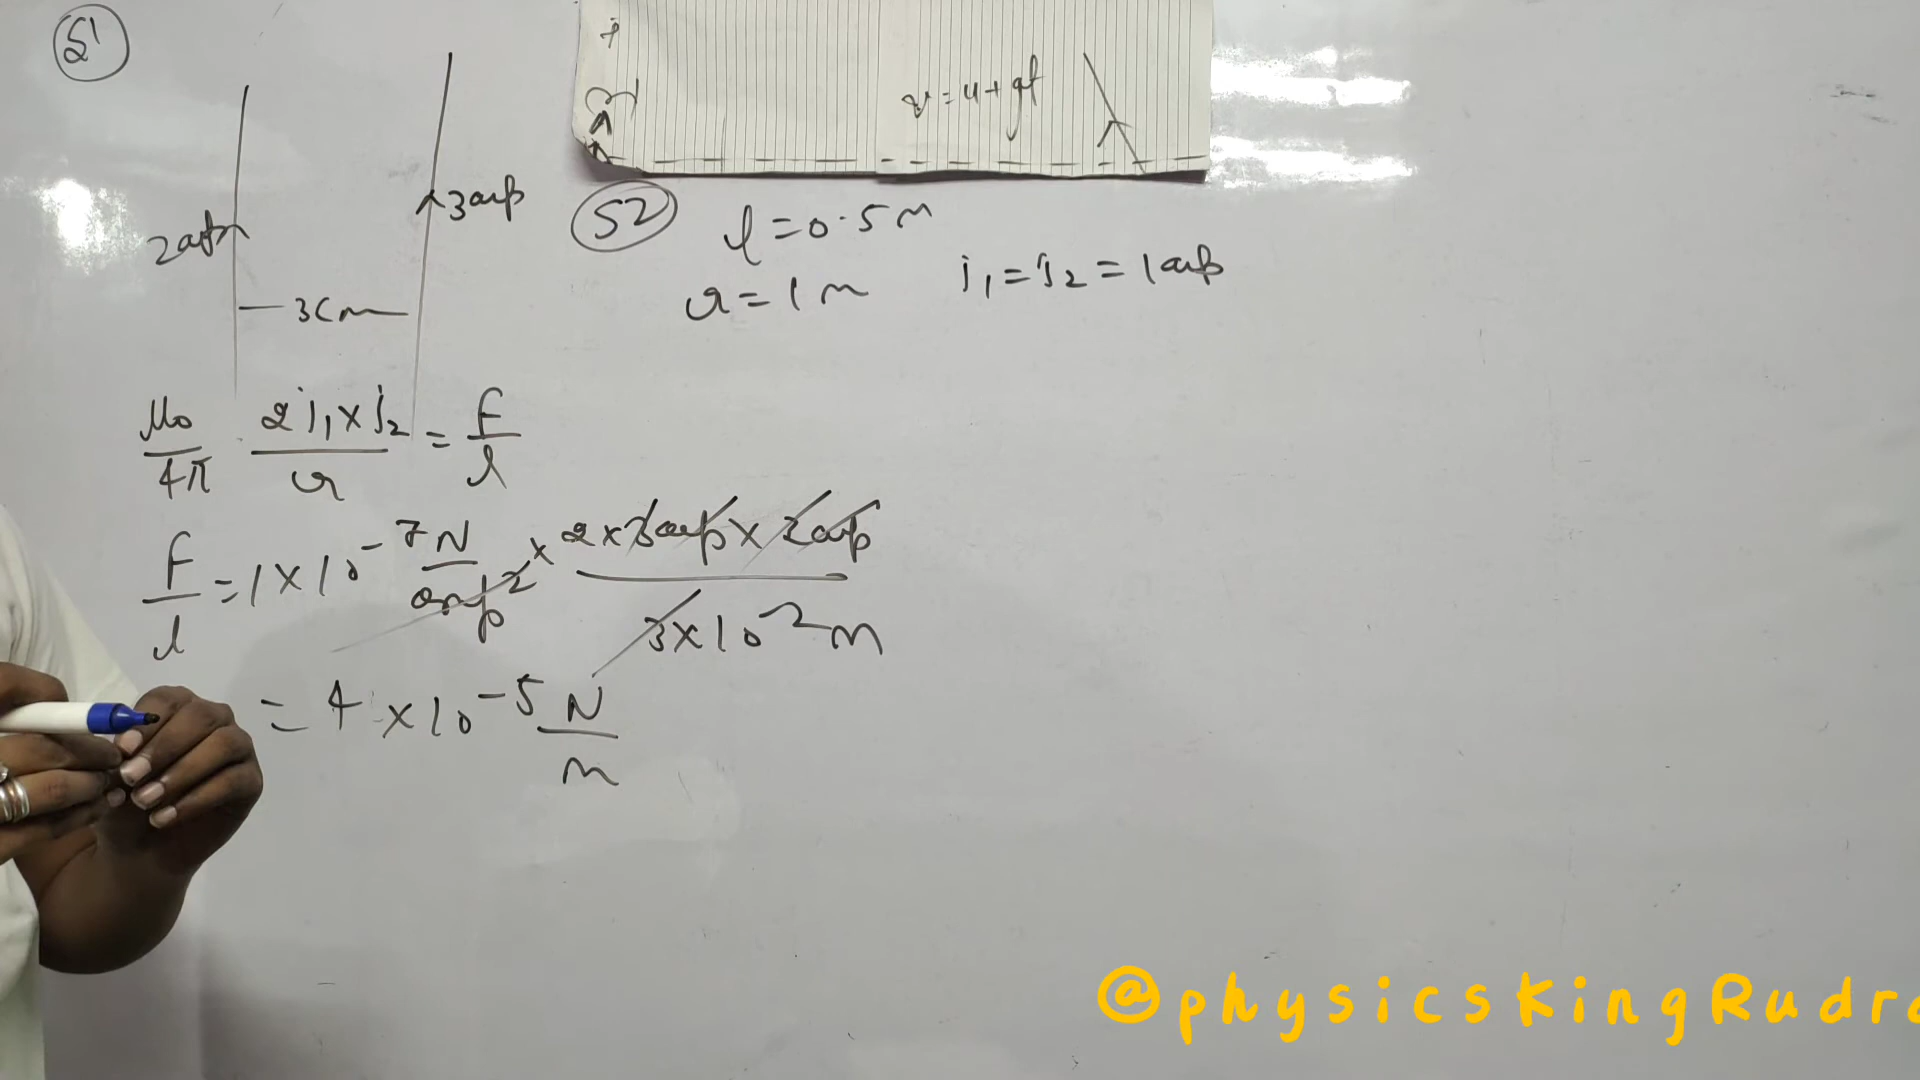 51
2amp
3amp
3cm
v=u+gt
52
l=0.5m
r=1m
i₁=i₂=1amp
μ₀/4π · 2i₁×i₂/r = F/l
F/l = 1×10⁻⁷ N/amp² × 2×3amp×2amp / 3×10⁻²m
= 4×10⁻⁵ N/m
@physicsKingRudra